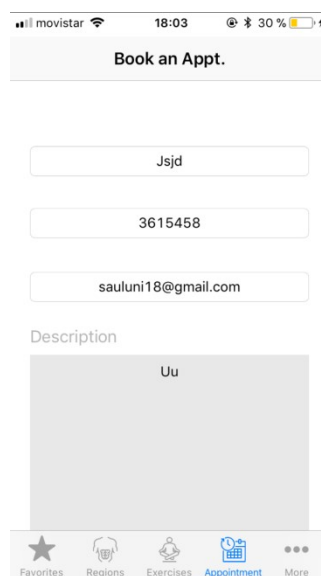 movistar 18:03 30 %
Book an Appt.
Jsjd
3615458
sauluni18@gmail.com
Description
Uu
Favorites Regions Exercises Appointment More